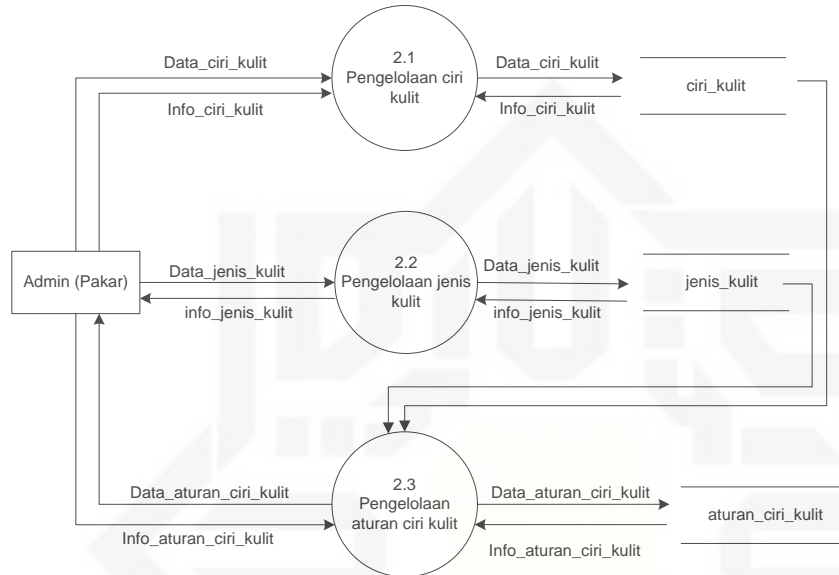 Data_ciri_kulit
Info_ciri_kulit
2.1
Pengelolaan ciri
kulit
Data_ciri_kulit
Info_ciri_kulit
ciri_kulit
Admin (Pakar)
Data_jenis_kulit
info_jenis_kulit
2.2
Pengelolaan jenis
kulit
Data_jenis_kulit
info_jenis_kulit
jenis_kulit
Data_aturan_ciri_kulit
Info_aturan_ciri_kulit
2.3
Pengelolaan
aturan ciri kulit
Data_aturan_ciri_kulit
Info_aturan_ciri_kulit
aturan_ciri_kulit